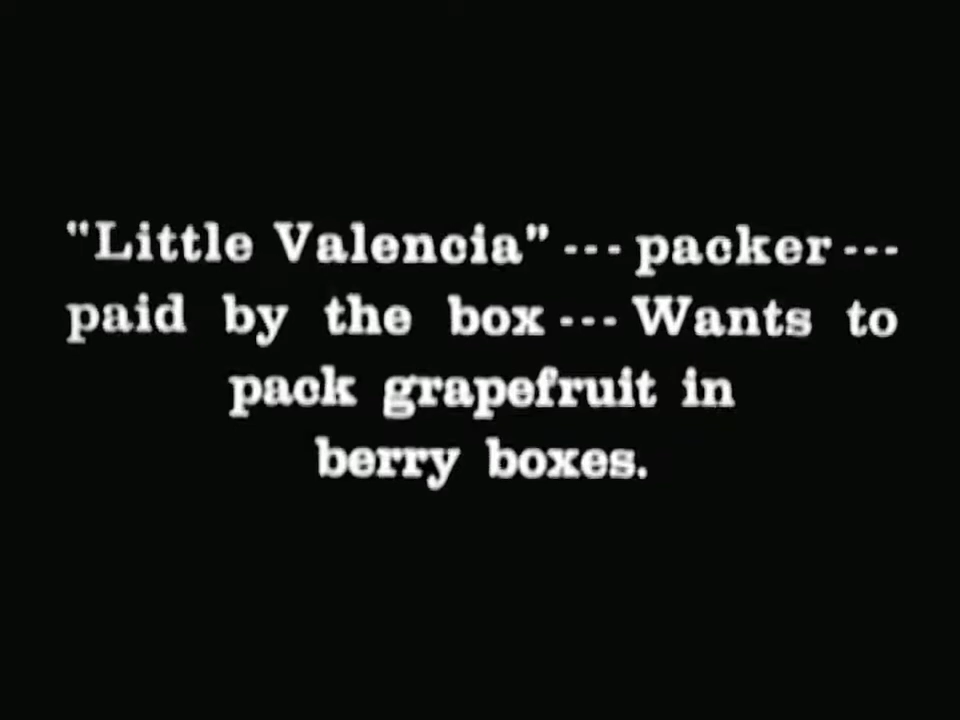 "Little Valencia" --- packer ---
paid by the box --- Wants to
pack grapefruit in
berry boxes.